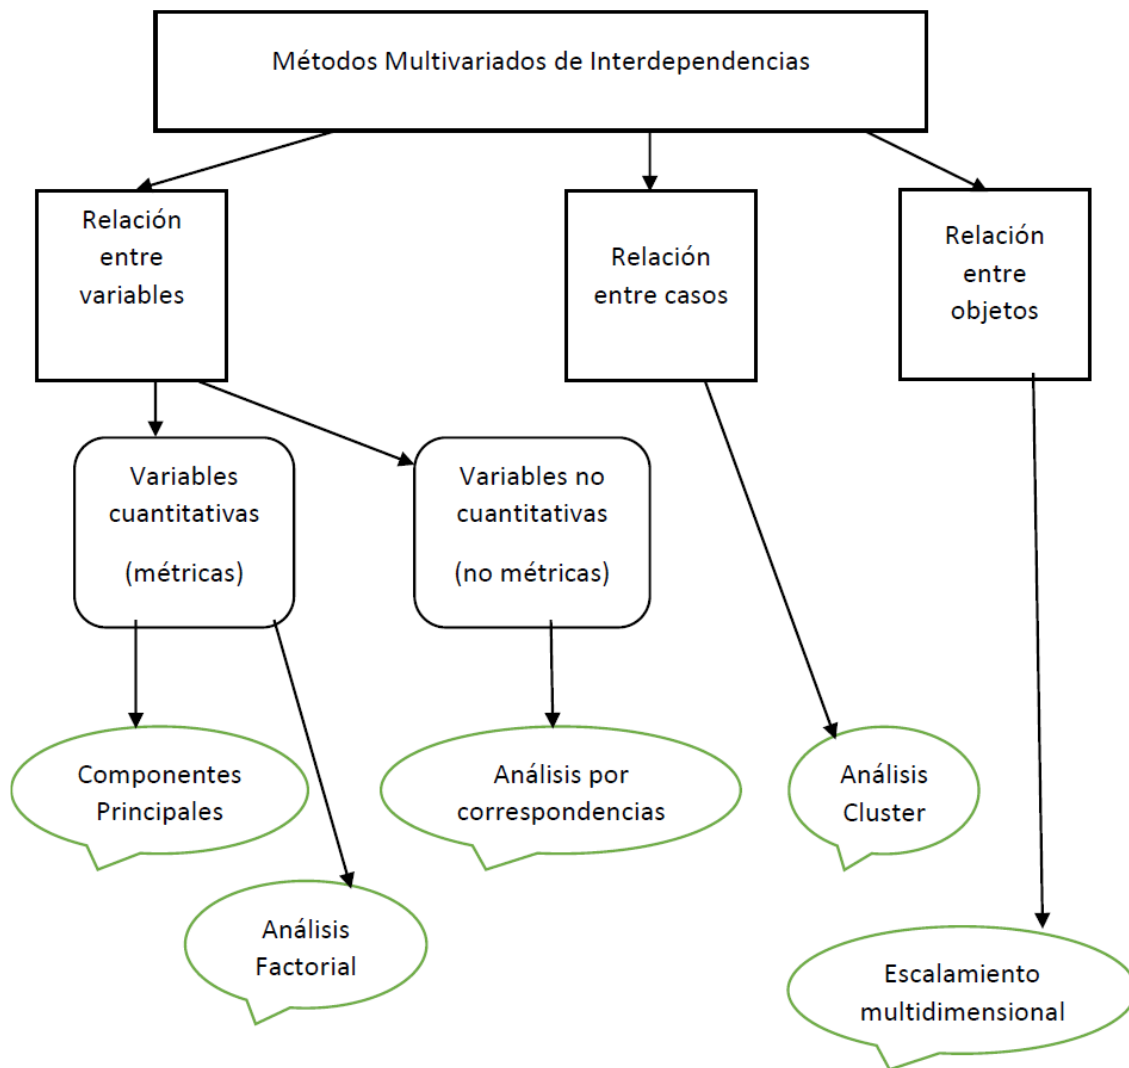 Métodos Multivariados de Interdependencias
Relación
entre
variables
Relación
entre casos
Relación
entre
objetos
Variables
cuantitativas
(métricas)
Variables no
cuantitativas
(no métricas)
Componentes
Principales
Análisis por
correspondencias
Análisis
Cluster
Análisis
Factorial
Escalamiento
multidimensional